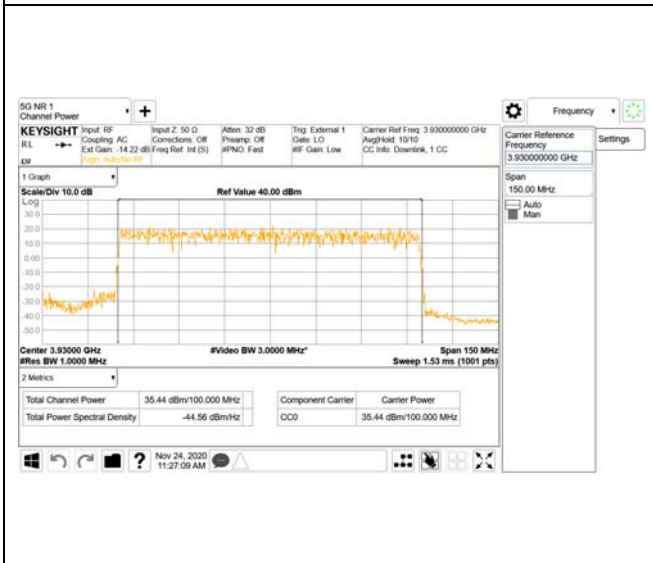 5G NR 1
Channel Power
Frequency
KEYSIGHT
RL
Input: RF
Coupling: AC
Ext Gain: -14.22 dB
Align: Auto/No RF
Input Z: 50 Ω
Corrections: Off
Freq Ref: Int (S)
Atten: 32 dB
Preamp: Off
#PNO: Fast
Trig: External 1
Gate: LO
#IF Gain: Low
Carrier Ref Freq: 3.930000000 GHz
Avg|Hold: 10/10
CC Info: Downlink, 1 CC
Carrier Reference
Frequency
3.930000000 GHz
Settings
Span
150.00 MHz
Auto
Man
1 Graph
Scale/Div 10.0 dB
Ref Value 40.00 dBm
Log
30.0
20.0
10.0
0.00
-10.0
-20.0
-30.0
-40.0
-50.0
Center 3.93000 GHz
#Video BW 3.0000 MHz*
Span 150 MHz
#Res BW 1.0000 MHz
Sweep 1.53 ms (1001 pts)
2 Metrics
Total Channel Power 35.44 dBm/100.000 MHz
Total Power Spectral Density -44.56 dBm/Hz
Component Carrier Carrier Power
CC0 35.44 dBm/100.000 MHz
?
Nov 24, 2020
11:27:09 AM